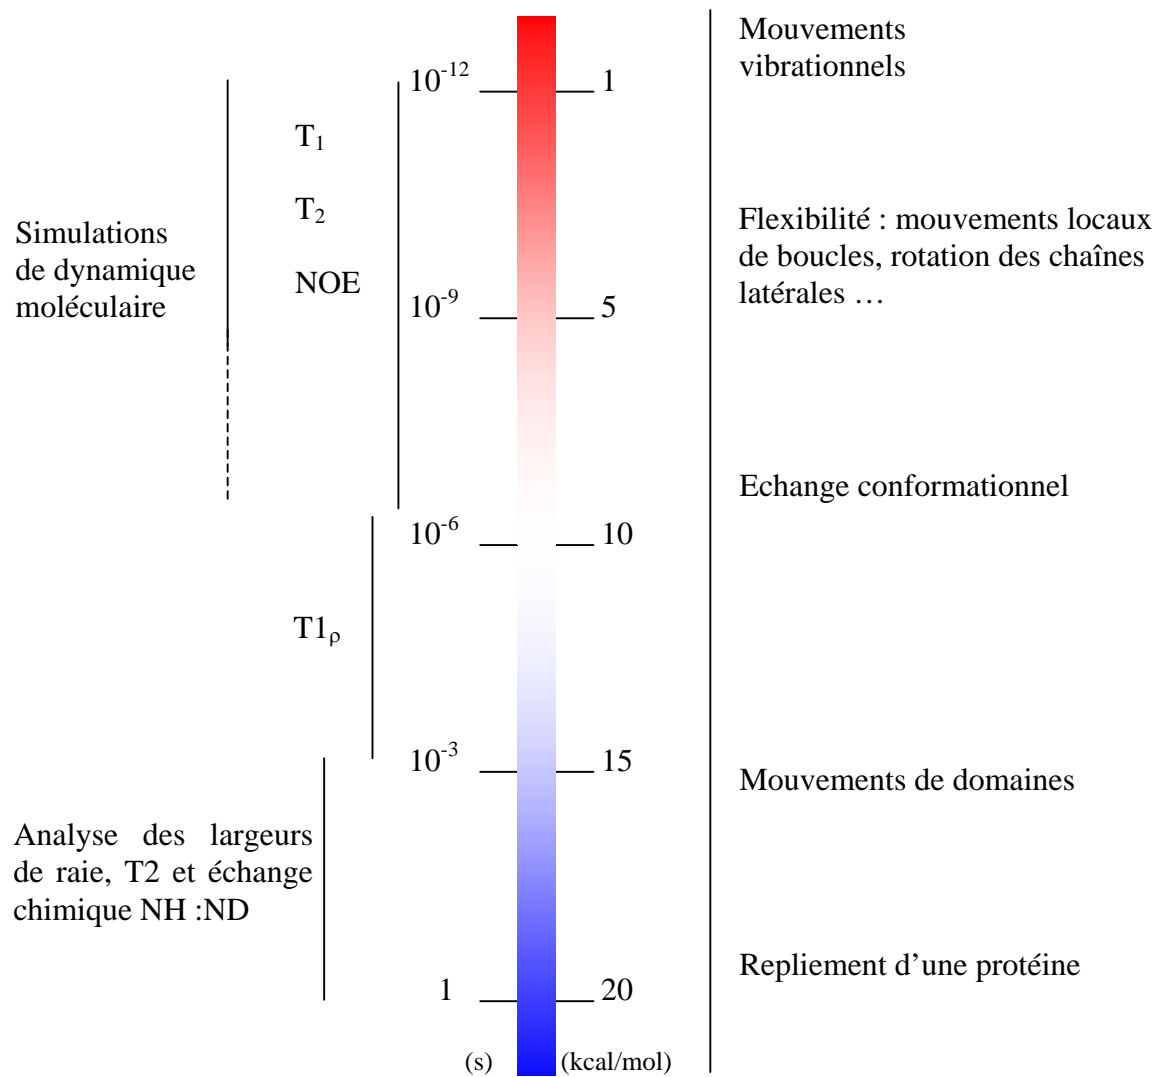 Mouvements
vibrationnels
10-12
1
T1
T2
NOE
Simulations
de dynamique
moléculaire
Flexibilité : mouvements locaux
de boucles, rotation des chaînes
latérales …
10-9
5
Echange conformationnel
10-6
10
T1ρ
10-3
15
Mouvements de domaines
Analyse des largeurs
de raie, T2 et échange
chimique NH :ND
Repliement d’une protéine
1
20
(s)
(kcal/mol)